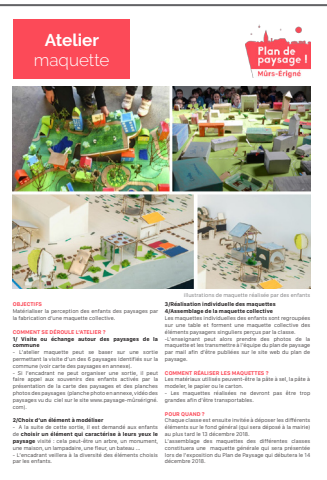 Atelier
maquette
Plan de
paysage !
Mûrs-Erigné
illustrations de maquette réalisée par des enfants
OBJECTIFS
Matérialiser la perception des enfants des paysages par
la fabrication d'une maquette collective.
COMMENT SE DÉROULE L'ATELIER ?
1/ Visite ou échange autour des paysages de la
commune
- L'atelier maquette peut se baser sur une sortie
permettant la visite d'un des 6 paysages identifiés sur la
commune (voir carte des paysages en annexe).
- Si l'encadrant ne peut organiser une sortie, il peut
faire appel aux souvenirs des enfants activés par la
présentation de la carte des paysages et des planches
photos des paysages (planche photo en annexe, vidéo des
paysages vu du ciel sur le site www.paysage-mûrsérigné.
com).
2/Choix d'un élément à modéliser
- A la suite de cette sortie, il est demandé aux enfants
de choisir un élément qui caractérise à leurs yeux le
paysage visité : cela peut-être un arbre, un monument,
une maison, un lampadaire, une fleur, un bateau ...
- L'encadrant veillera à la diversité des éléments choisis
par les enfants.
3/Réalisation individuelle des maquettes
4/Assemblage de la maquette collective
Les maquettes individuelles des enfants sont regroupées
sur une table et forment une maquette collective des
éléments paysagers singuliers perçus par la classe.
-L'enseignant peut alors prendre des photos de la
maquette et les transmettre à l'équipe du plan de paysage
par mail afin d'être publiées sur le site web du plan de
paysage.
COMMENT RÉALISER LES MAQUETTES ?
Les matériaux utilisés peuvent-être la pâte à sel, la pâte à
modeler, le papier ou le carton.
- Les maquettes réalisées ne devront pas être trop
grandes afin d'être transportables.
POUR QUAND ?
Chaque classe est ensuite invitée à déposer les différents
éléments sur le fond général (qui sera déposé à la mairie)
au plus tard le 13 décembre 2018.
L'assemblage des maquettes des différentes classes
constituera une maquette générale qui sera présentée
lors de l'exposition du Plan de Paysage qui débutera le 14
décembre 2018.